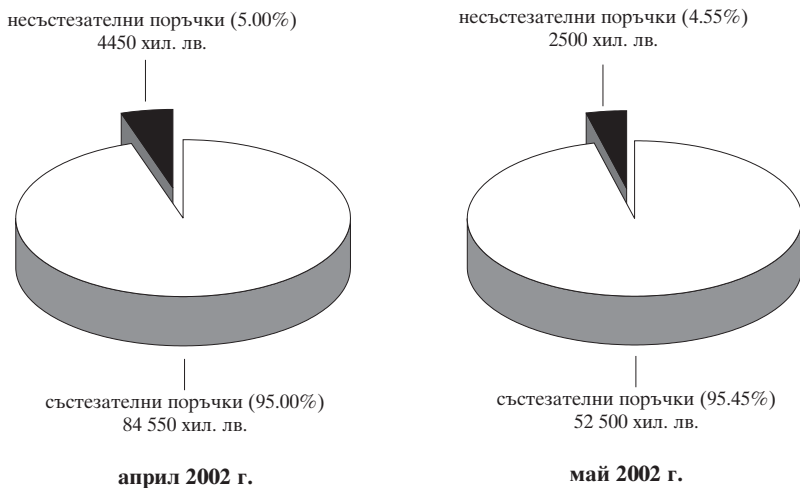 несъстезателни поръчки (5.00%)
4450 хил. лв.
състезателни поръчки (95.00%)
84 550 хил. лв.
април 2002 г.
несъстезателни поръчки (4.55%)
2500 хил. лв.
състезателни поръчки (95.45%)
52 500 хил. лв.
май 2002 г.